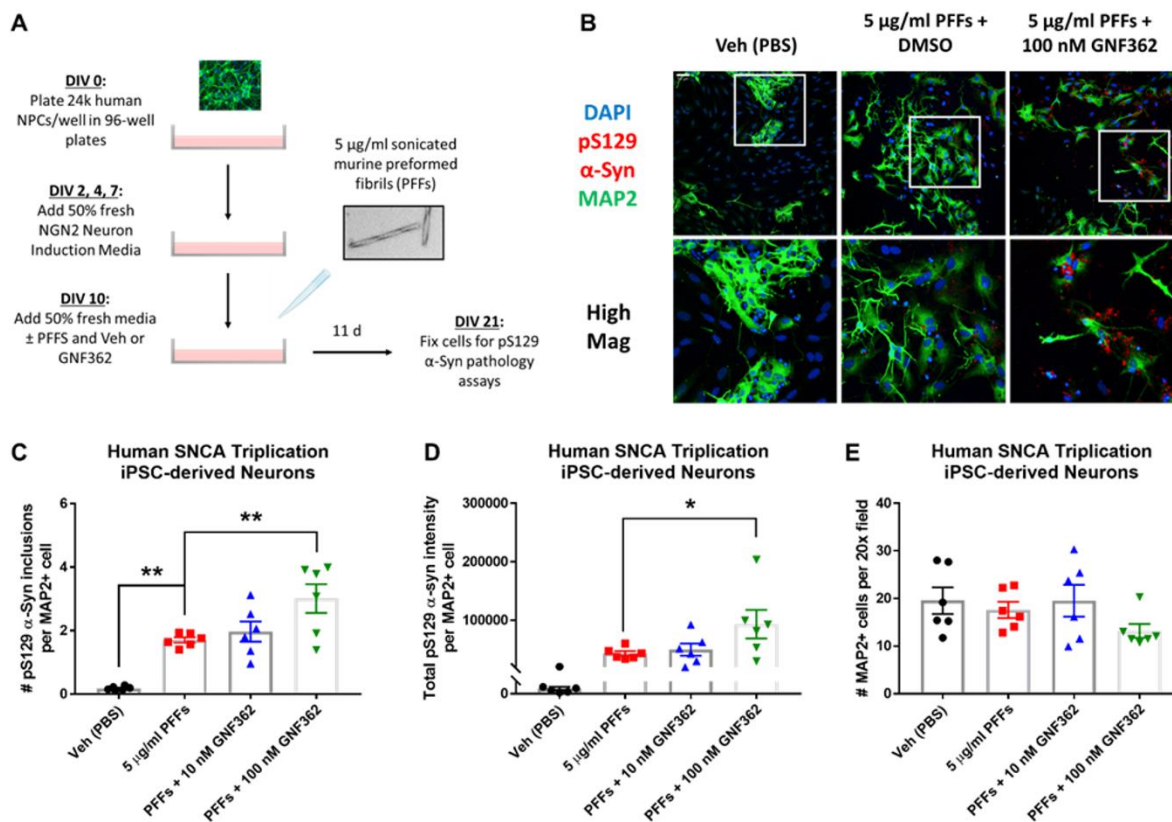 A
DIV 0:
Plate 24k human
NPCs/well in 96-well
plates
DIV 2, 4, 7:
Add 50% fresh
NGN2 Neuron
Induction Media
DIV 10:
Add 50% fresh media
± PFFS and Veh or
GNF362
5 µg/ml sonicated
murine preformed
fibrils (PFFs)
11 d
DIV 21:
Fix cells for pS129
α-Syn pathology
assays
B
Veh (PBS)
5 µg/ml PFFs +
DMSO
5 µg/ml PFFs +
100 nM GNF362
DAPI
pS129
α-Syn
MAP2
High
Mag
C
Human SNCA Triplication
iPSC-derived Neurons
# pS129 α-Syn inclusions
per MAP2+ cell
6
4
2
0
**
**
Veh (PBS)
5 µg/ml PFFs
PFFs + 10 nM GNF362
PFFs + 100 nM GNF362
D
Human SNCA Triplication
iPSC-derived Neurons
Total pS129 α-syn intensity
per MAP2+ cell
300000
200000
100000
0
*
Veh (PBS)
5 µg/ml PFFs
PFFs + 10 nM GNF362
PFFs + 100 nM GNF362
E
Human SNCA Triplication
iPSC-derived Neurons
# MAP2+ cells per 20x field
40
30
20
10
0
Veh (PBS)
5 µg/ml PFFs
PFFs + 10 nM GNF362
PFFs + 100 nM GNF362